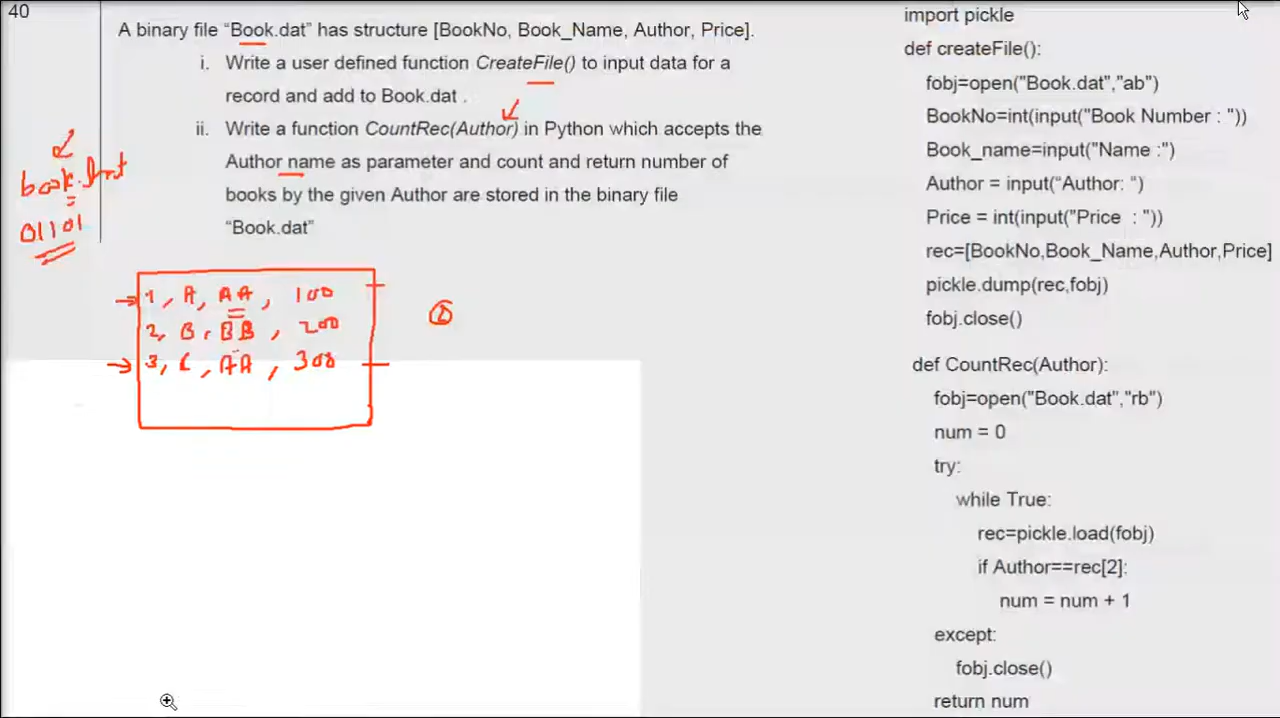 40
A binary file “Book.dat” has structure [BookNo, Book_Name, Author, Price].
i. Write a user defined function CreateFile() to input data for a
record and add to Book.dat .
ii. Write a function CountRec(Author) in Python which accepts the
Author name as parameter and count and return number of
books by the given Author are stored in the binary file
“Book.dat”
01101
1, A, AA, 100
2, B, BB, 200
3, C, AA, 300
2
import pickle
def createFile():
fobj=open("Book.dat","ab")
BookNo=int(input("Book Number : "))
Book_name=input("Name :")
Author = input(“Author: “)
Price = int(input("Price : "))
rec=[BookNo,Book_Name,Author,Price]
pickle.dump(rec,fobj)
fobj.close()
def CountRec(Author):
fobj=open("Book.dat","rb")
num = 0
try:
while True:
rec=pickle.load(fobj)
if Author==rec[2]:
num = num + 1
except:
fobj.close()
return num